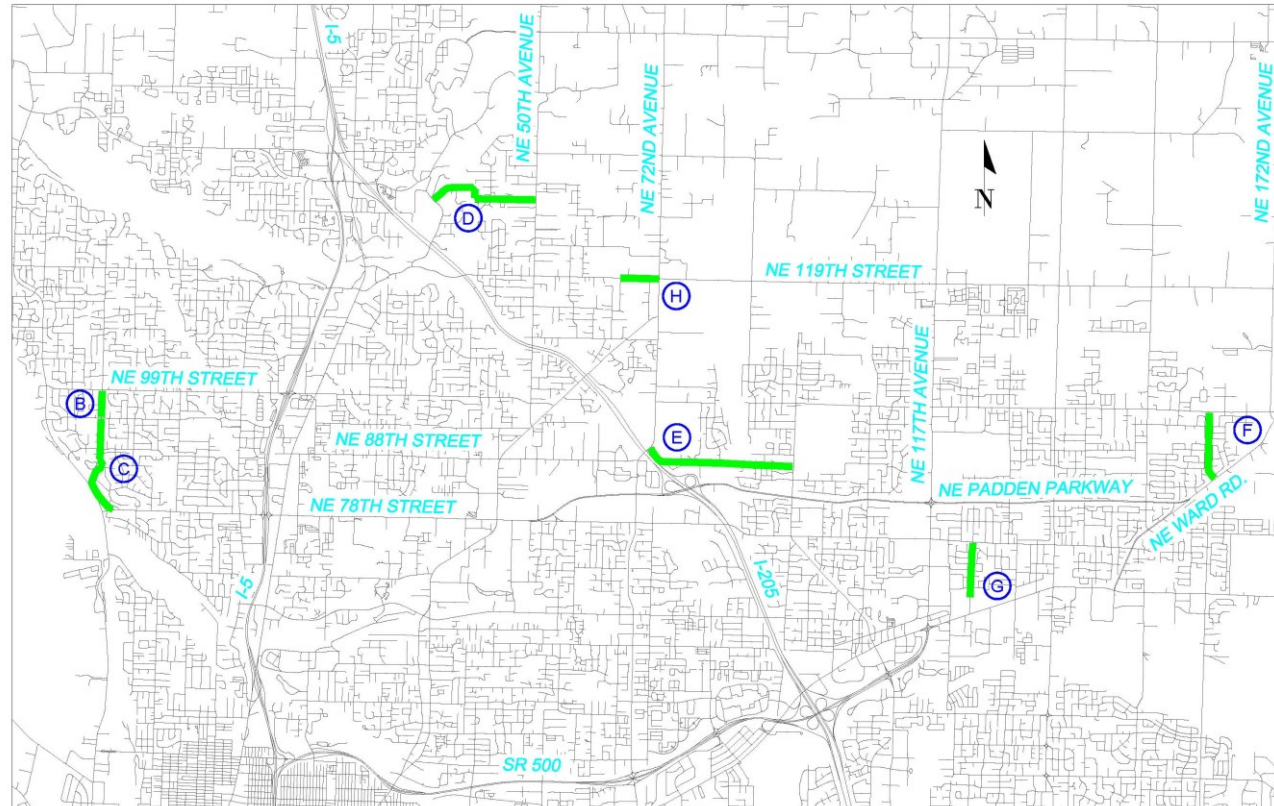 I-5
NE 50TH AVENUE
NE 72ND AVENUE
NE 172ND AVENUE
N
D
NE 119TH STREET
H
NE 117TH AVENUE
NE 99TH STREET
B
NE 88TH STREET
E
F
C
NE 78TH STREET
NE PADDEN PARKWAY
NE WARD RD.
I-5
I-205
G
SR 500